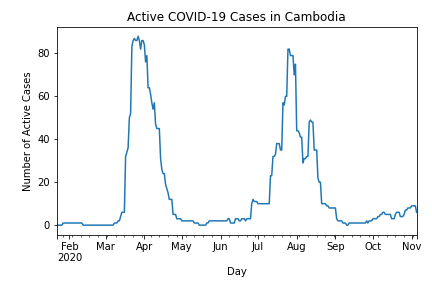 Active COVID-19 Cases in Cambodia
Number of Active Cases
80
60
40
20
0
Feb Mar Apr May Jun Jul Aug Sep Oct Nov
2020
Day